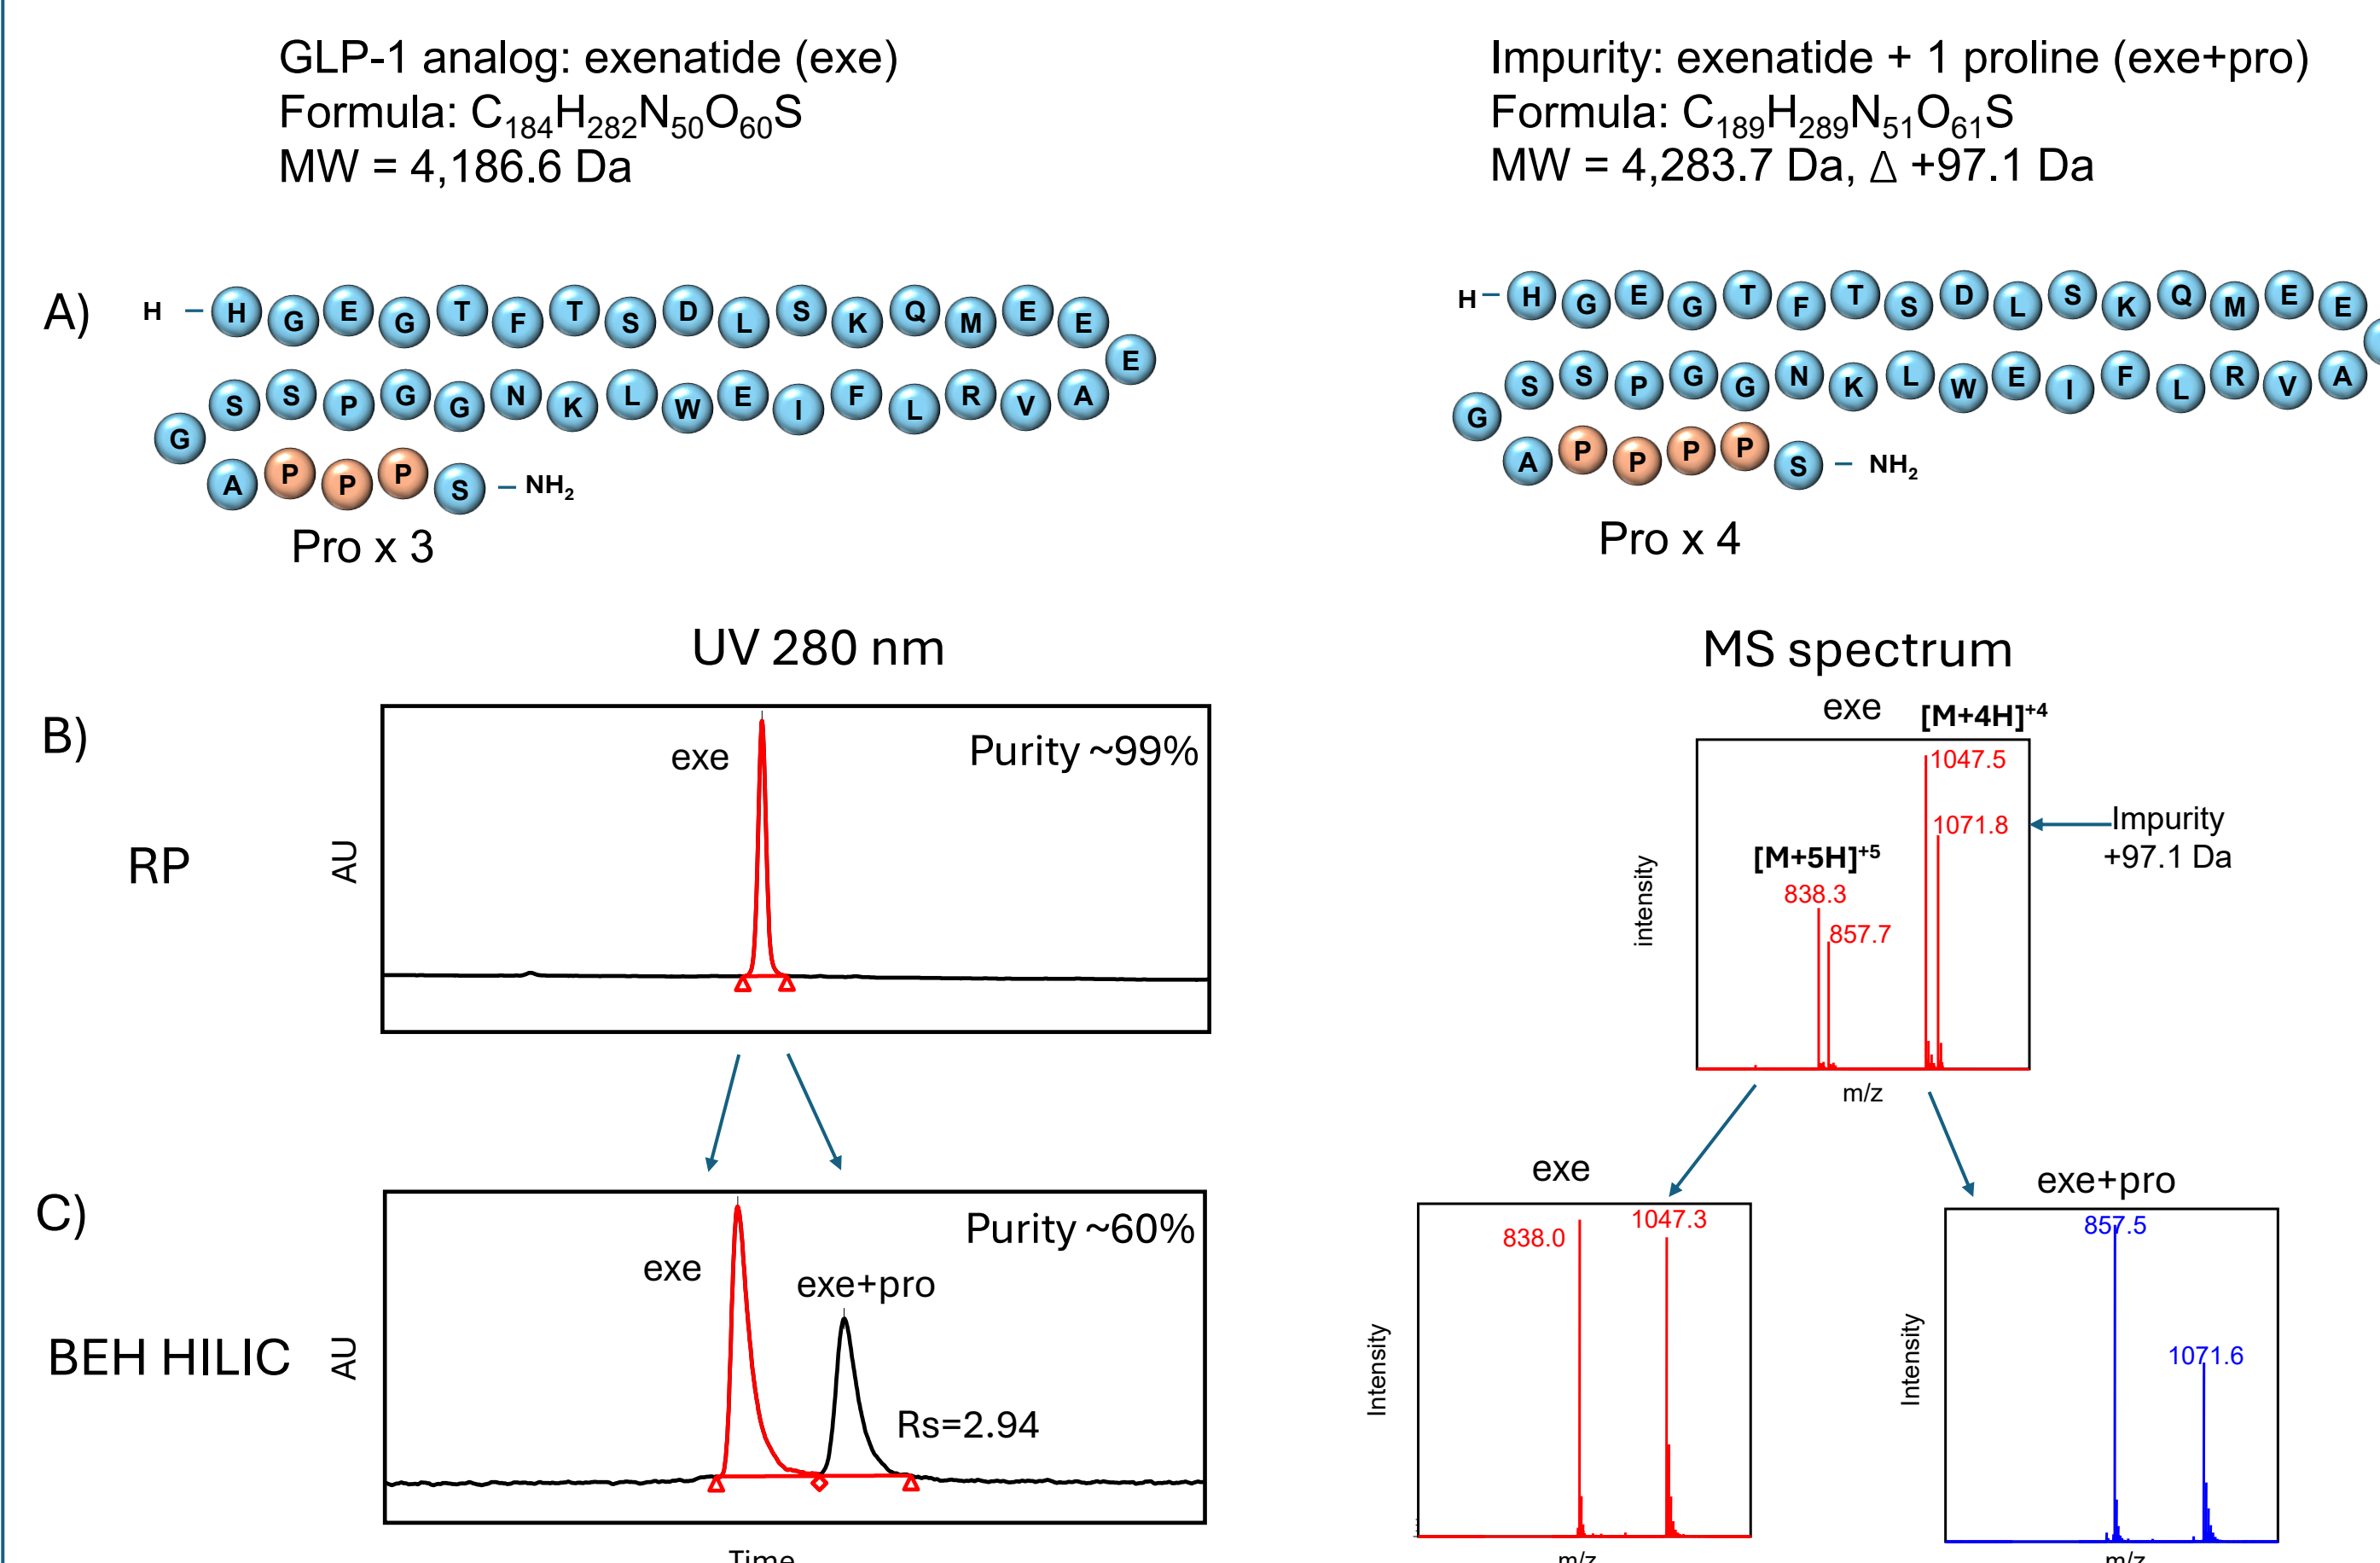 GLP-1 analog: exenatide (exe)
Formula: C₁₈₄H₂₈₂N₅₀O₆₀S
MW = 4,186.6 Da
Impurity: exenatide + 1 proline (exe+pro)
Formula: C₁₈₉H₂₈₉N₅₁O₆₁S
MW = 4,283.7 Da, Δ +97.1 Da
A)
H – H G E G T F T S D L S K Q M E E
E
S S P G G N K L W E I F L R V A
G
A P P P S – NH₂
Pro x 3
H – H G E G T F T S D L S K Q M E E
S S P G G N K L W E I F L R V A
G
A P P P P S – NH₂
Pro x 4
UV 280 nm
MS spectrum
B)
RP
AU
exe
Purity ~99%
exe
[M+4H]⁺⁴
1047.5
1071.8
Impurity
+97.1 Da
[M+5H]⁺⁵
838.3
857.7
intensity
m/z
C)
BEH HILIC
AU
exe
exe+pro
Purity ~60%
Rs=2.94
Time
exe
838.0
1047.3
Intensity
m/z
exe+pro
857.5
1071.6
Intensity
m/z